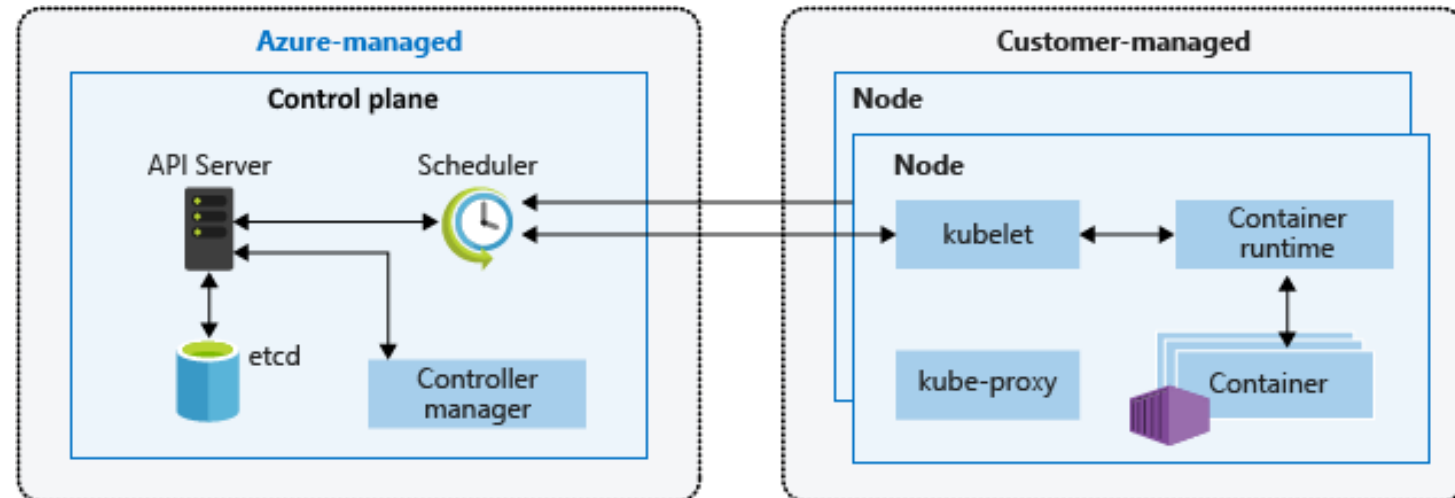 Azure-managed
Control plane
API Server
Scheduler
etcd
Controller
manager
Customer-managed
Node
Node
kubelet
Container
runtime
kube-proxy
Container